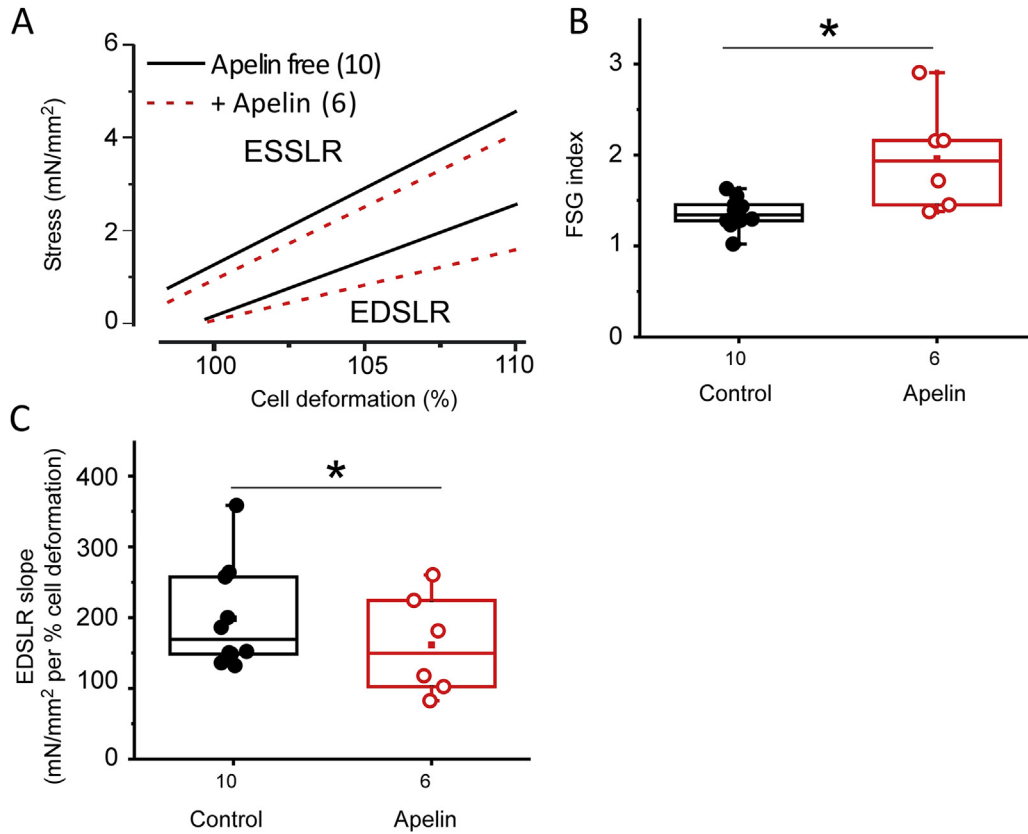 A
Stress (mN/mm²)
6
4
2
0
Apelin free (10)
+ Apelin (6)
ESSLR
EDSLR
100
105
110
Cell deformation (%)
B
FSG index
3
2
1
0
*
10
6
Control
Apelin
C
EDSLR slope
(mN/mm² per % cell deformation)
400
300
200
100
0
*
10
6
Control
Apelin